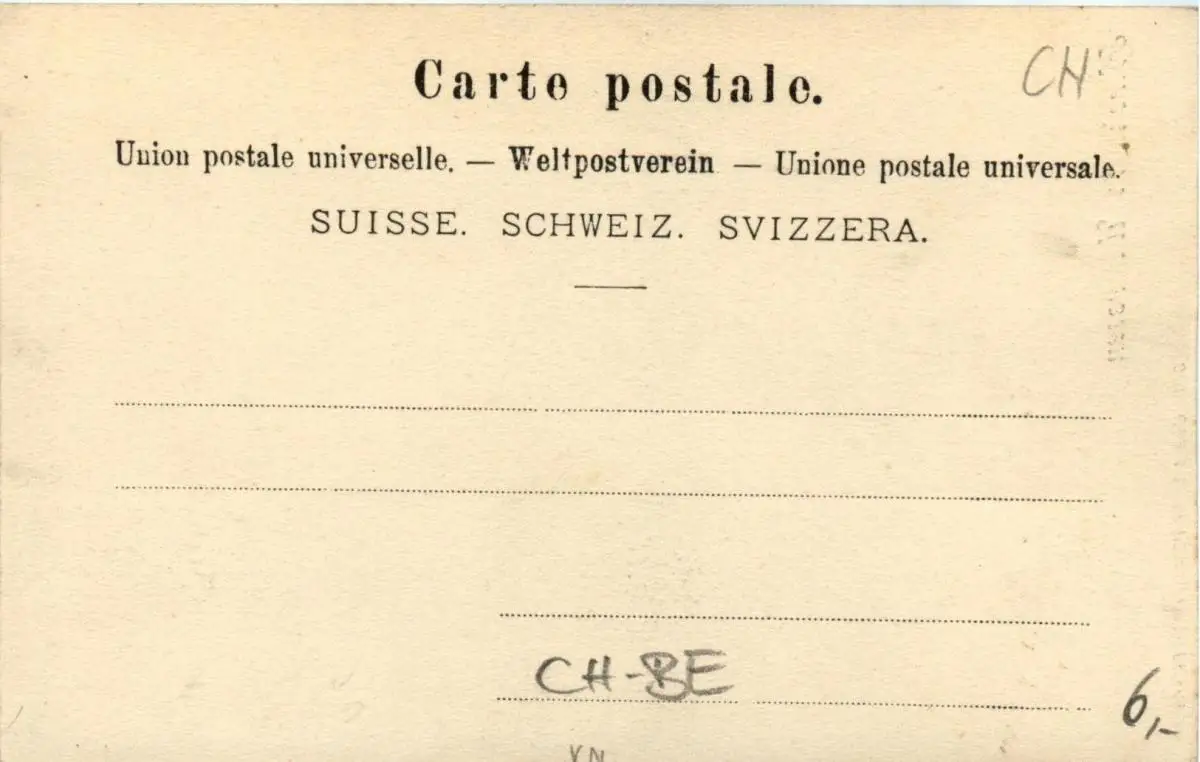 Carte postale.
CH
Union postale universelle. — Weltpostverein — Unione postale universale.
SUISSE. SCHWEIZ. SVIZZERA.
CH-BE
6,-